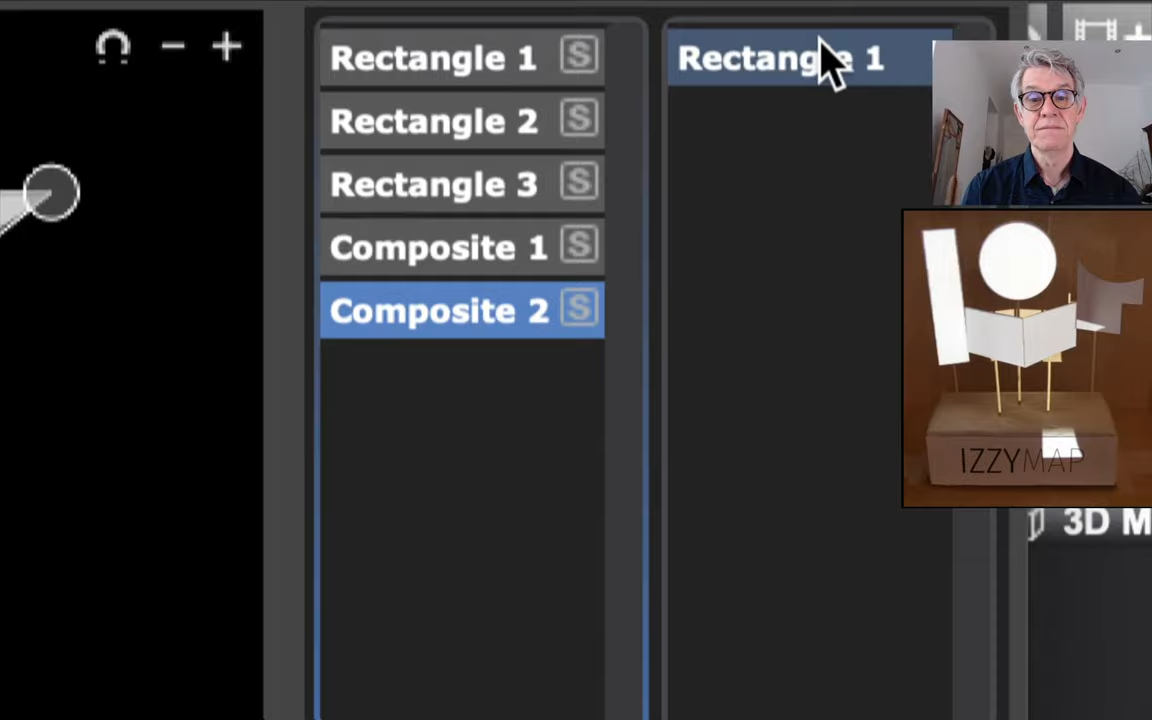 Rectangle 1 S
Rectangle 2 S
Rectangle 3 S
Composite 1 S
Composite 2 S
Rectangle 1
IZZYMAP
3D M